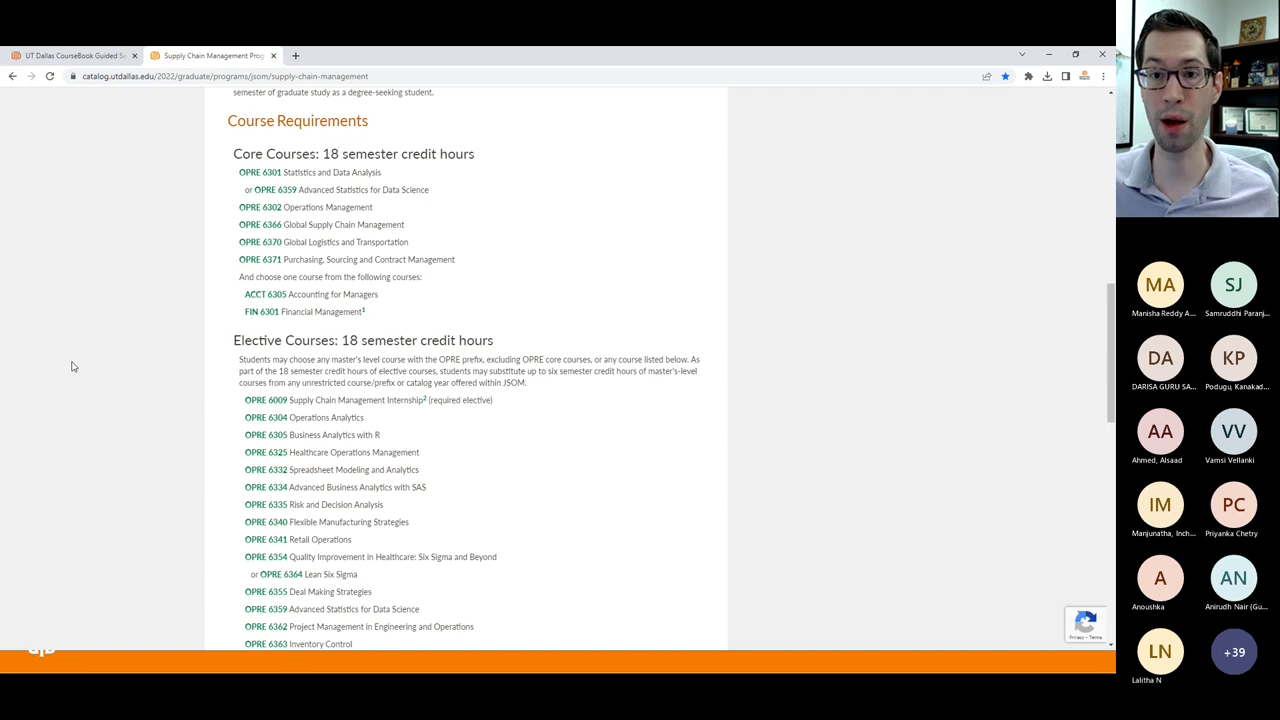 UT Dallas CourseBook Guided Se
Supply Chain Management Prog
catalog.utdallas.edu/2022/graduate/programs/jsom/supply-chain-management
semester of graduate study as a degree-seeking student.
Course Requirements
Core Courses: 18 semester credit hours
OPRE 6301 Statistics and Data Analysis
or OPRE 6359 Advanced Statistics for Data Science
OPRE 6302 Operations Management
OPRE 6366 Global Supply Chain Management
OPRE 6370 Global Logistics and Transportation
OPRE 6371 Purchasing, Sourcing and Contract Management
And choose one course from the following courses:
ACCT 6305 Accounting for Managers
FIN 6301 Financial Management1
Elective Courses: 18 semester credit hours
Students may choose any master's level course with the OPRE prefix, excluding OPRE core courses, or any course listed below. As
part of the 18 semester credit hours of elective courses, students may substitute up to six semester credit hours of master's-level
courses from any unrestricted course/prefix or catalog year offered within JSOM.
OPRE 6009 Supply Chain Management Internship2 (required elective)
OPRE 6304 Operations Analytics
OPRE 6305 Business Analytics with R
OPRE 6325 Healthcare Operations Management
OPRE 6332 Spreadsheet Modeling and Analytics
OPRE 6334 Advanced Business Analytics with SAS
OPRE 6335 Risk and Decision Analysis
OPRE 6340 Flexible Manufacturing Strategies
OPRE 6341 Retail Operations
OPRE 6354 Quality Improvement in Healthcare: Six Sigma and Beyond
or OPRE 6364 Lean Six Sigma
OPRE 6355 Deal Making Strategies
OPRE 6359 Advanced Statistics for Data Science
OPRE 6362 Project Management in Engineering and Operations
OPRE 6363 Inventory Control
Privacy - Terms
MA
Manisha Reddy A...
SJ
Samruddhi Paranj...
DA
DARISA GURU SA...
KP
Podugu, Kanakad...
AA
Ahmed, Alsaad
VV
Vamsi Vellanki
IM
Manjunatha, Inch...
PC
Priyanka Chetry
A
Anoushka
AN
Anirudh Nair (Gu...
LN
Lalitha N
+39